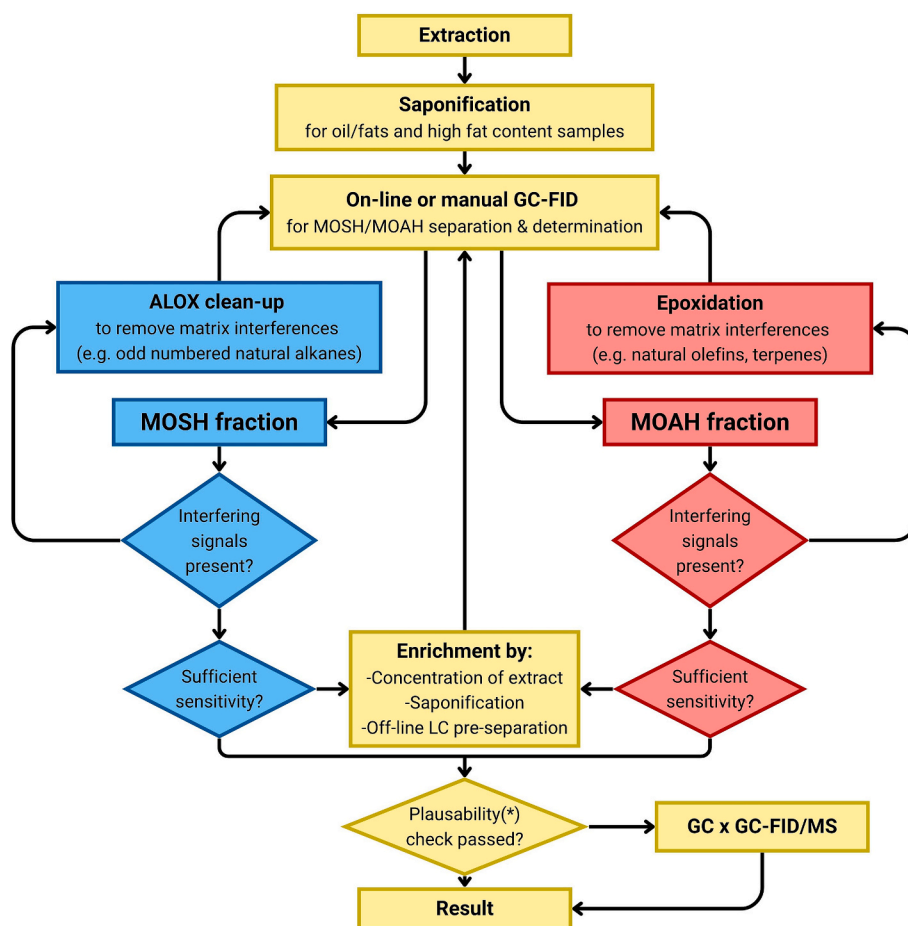 Extraction
Saponification
for oil/fats and high fat content samples
On-line or manual GC-FID
for MOSH/MOAH separation & determination
ALOX clean-up
to remove matrix interferences
(e.g. odd numbered natural alkanes)
Epoxidation
to remove matrix interferences
(e.g. natural olefins, terpenes)
MOSH fraction
MOAH fraction
Interfering
signals
present?
Interfering
signals
present?
Sufficient
sensitivity?
Enrichment by:
-Concentration of extract
-Saponification
-Off-line LC pre-separation
Sufficient
sensitivity?
Plausability(*)
check passed?
GC x GC-FID/MS
Result